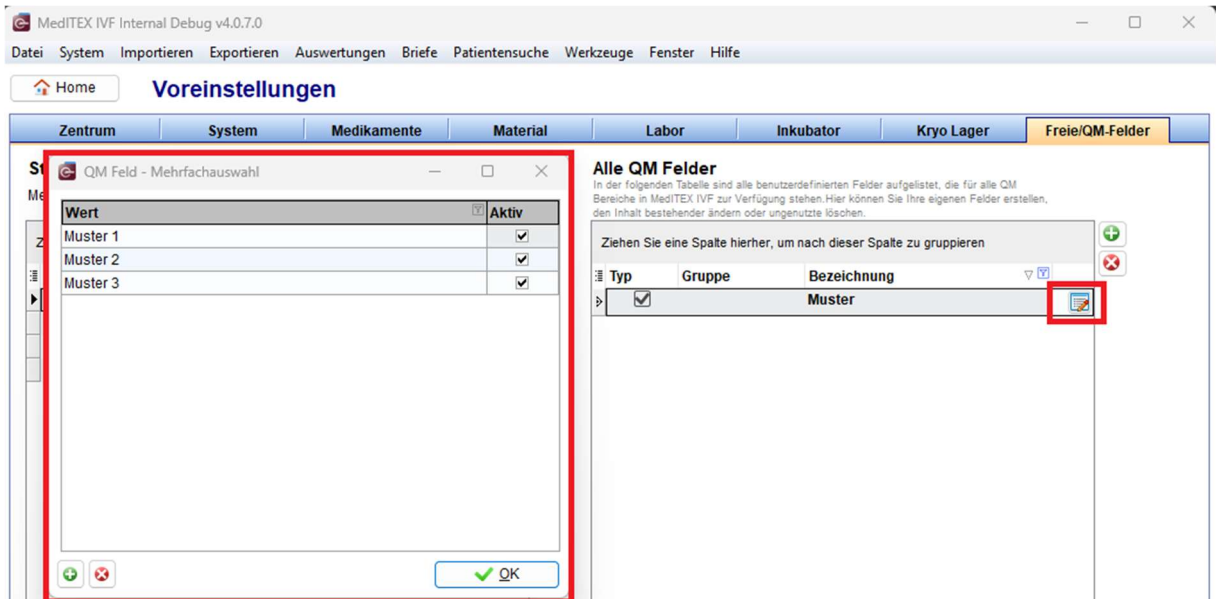 MedITEX IVF Internal Debug v4.0.7.0
Datei System Importieren Exportieren Auswertungen Briefe Patientensuche Werkzeuge Fenster Hilfe
Home
Voreinstellungen
Zentrum System Medikamente Material Labor Inkubator Kryo Lager Freie/QM-Felder
St
Me
Z
QM Feld - Mehrfachauswahl
Wert Aktiv
Muster 1
Muster 2
Muster 3
OK
Alle QM Felder
In der folgenden Tabelle sind alle benutzerdefinierten Felder aufgelistet, die für alle QM
Bereiche in MedITEX IVF zur Verfügung stehen.Hier können Sie Ihre eigenen Felder erstellen,
den Inhalt bestehender ändern oder ungenutzte löschen.
Ziehen Sie eine Spalte hierher, um nach dieser Spalte zu gruppieren
Typ Gruppe Bezeichnung
Muster